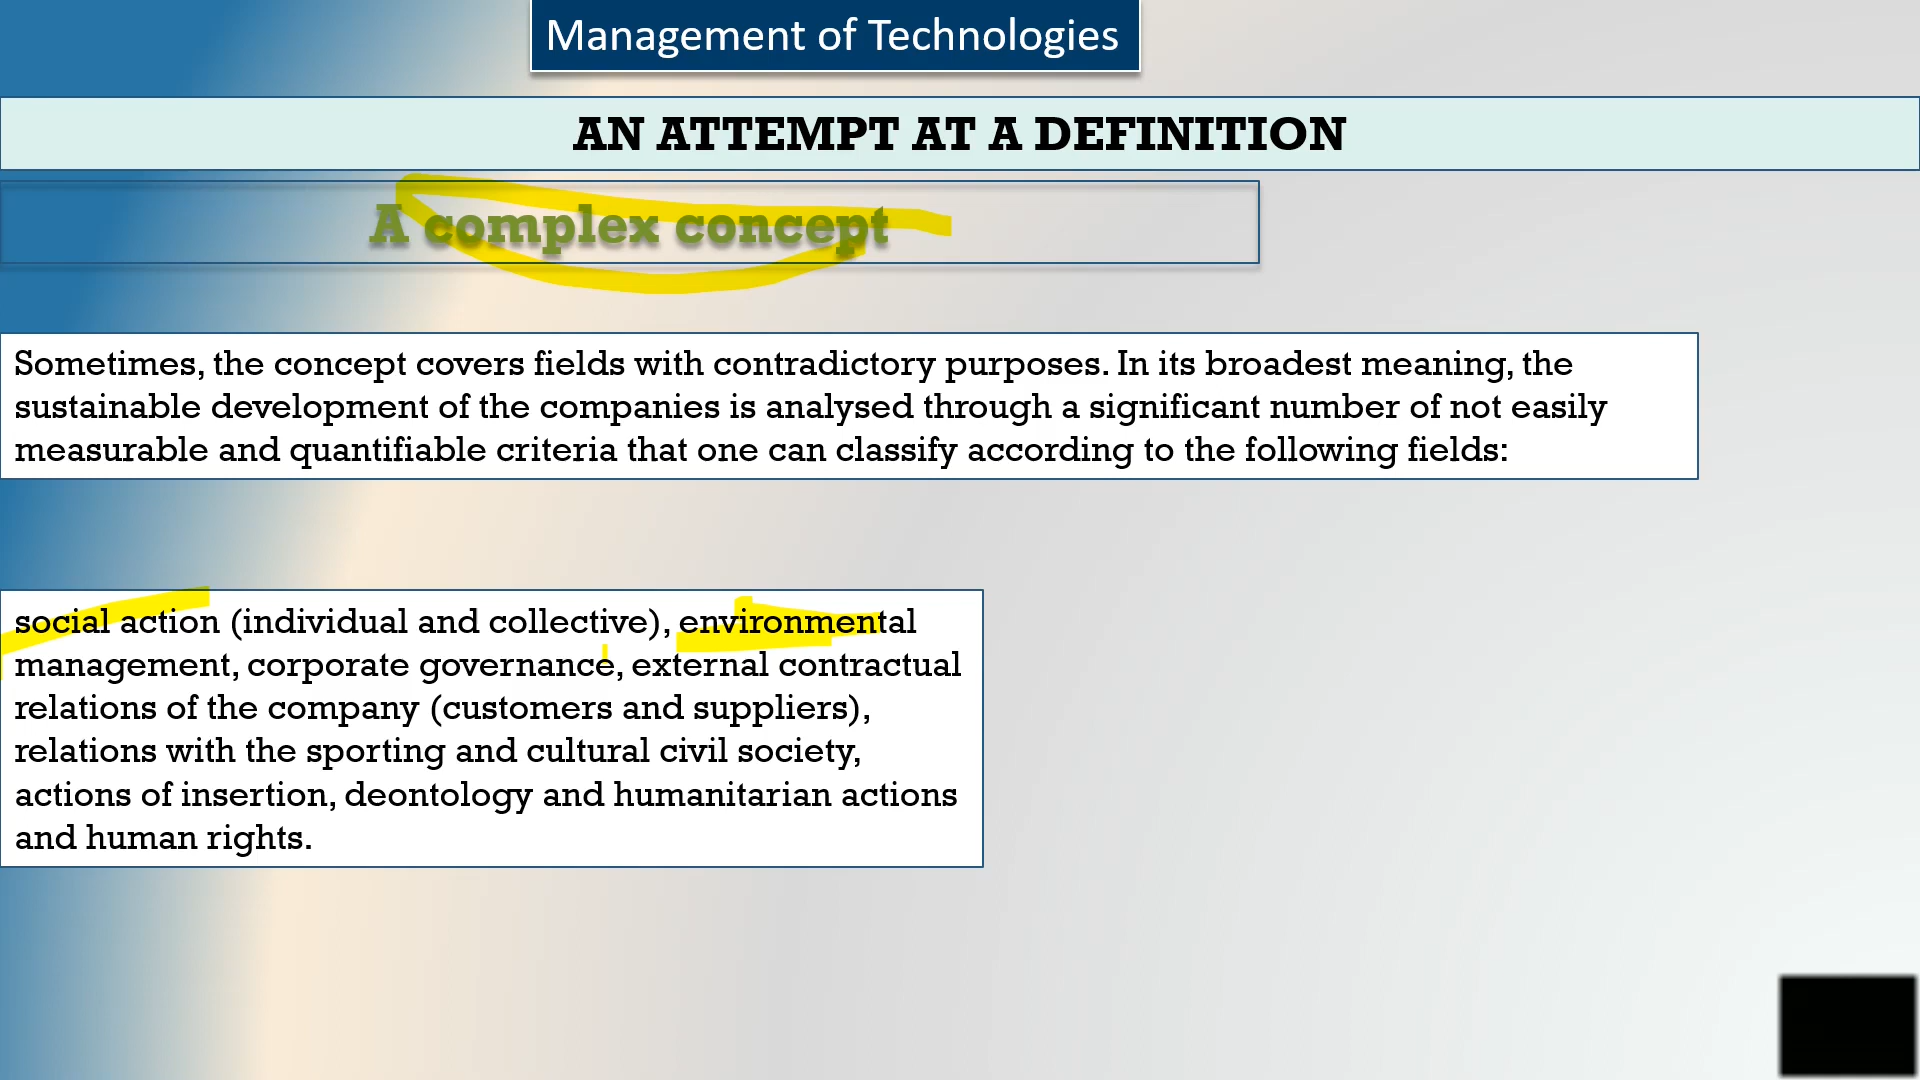 Management of Technologies
AN ATTEMPT AT A DEFINITION
A complex concept
Sometimes, the concept covers fields with contradictory purposes. In its broadest meaning, the
sustainable development of the companies is analysed through a significant number of not easily
measurable and quantifiable criteria that one can classify according to the following fields:
social action (individual and collective), environmental
management, corporate governance, external contractual
relations of the company (customers and suppliers),
relations with the sporting and cultural civil society,
actions of insertion, deontology and humanitarian actions
and human rights.